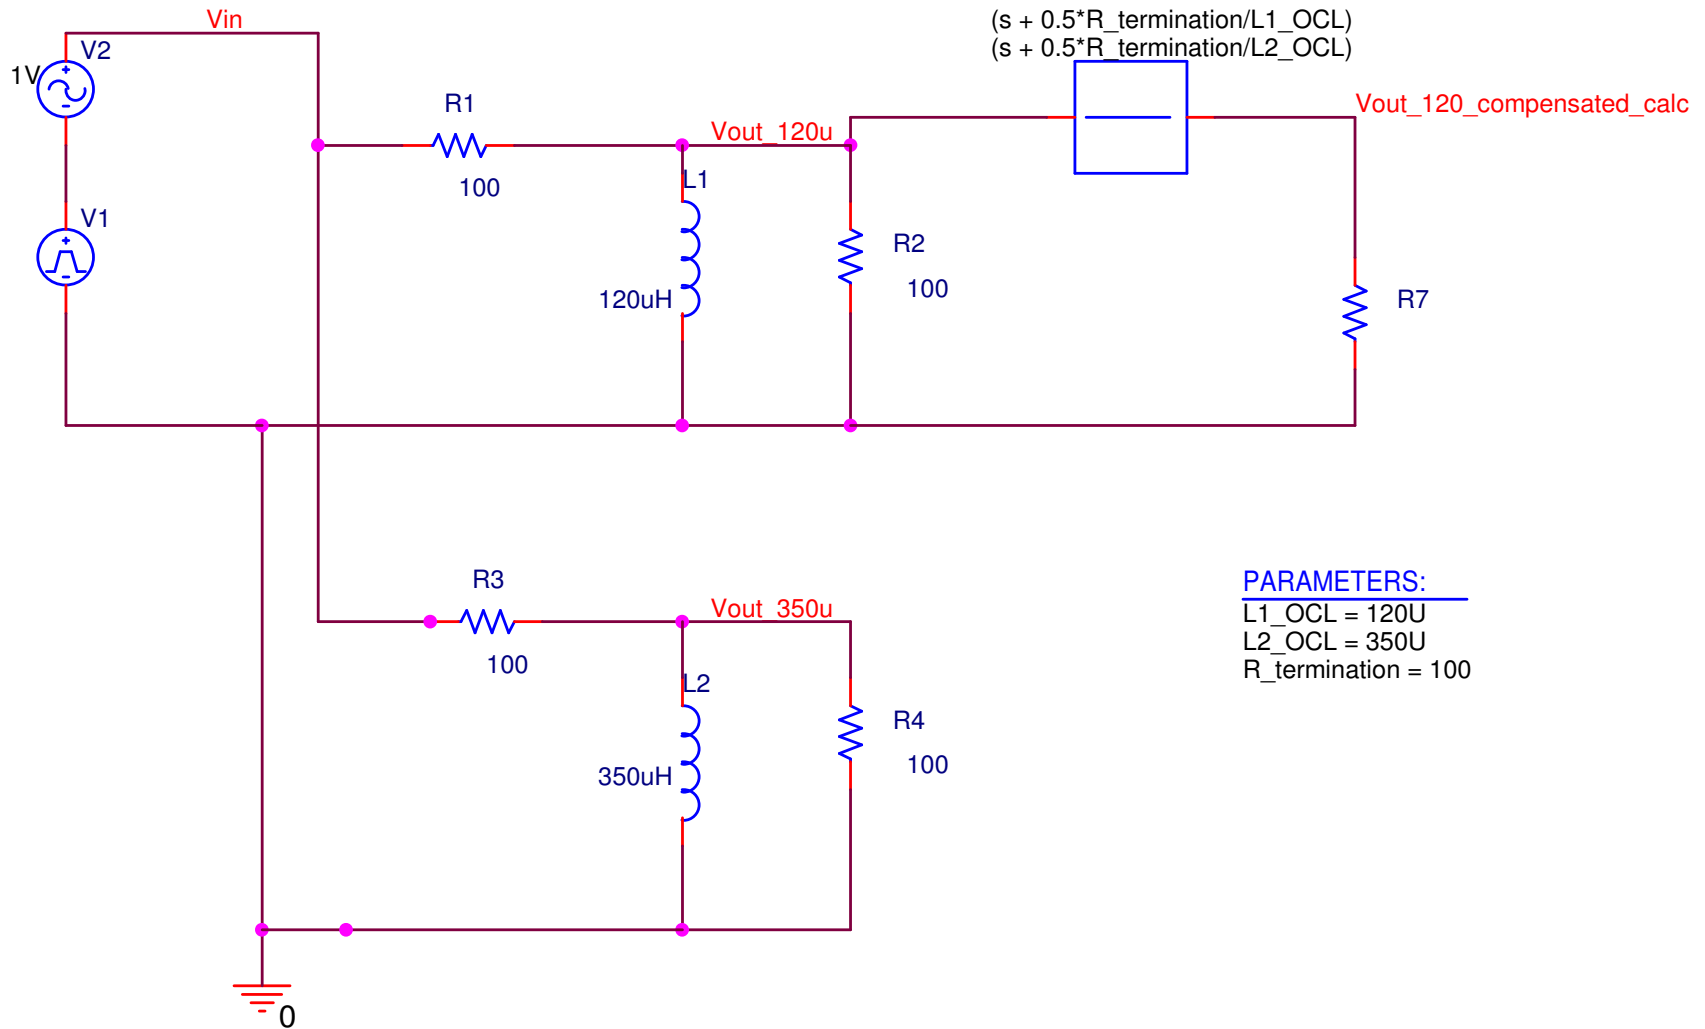 (s + 0.5*R_termination/L1_OCL)
(s + 0.5*R_termination/L2_OCL)
Vin
V2
1V
R1
100
Vout_120u
Vout_120_compensated_calc
L1
120uH
V1
R2
100
R7
R3
100
Vout_350u
L2
350uH
R4
100
PARAMETERS:
L1_OCL = 120U
L2_OCL = 350U
R_termination = 100
0